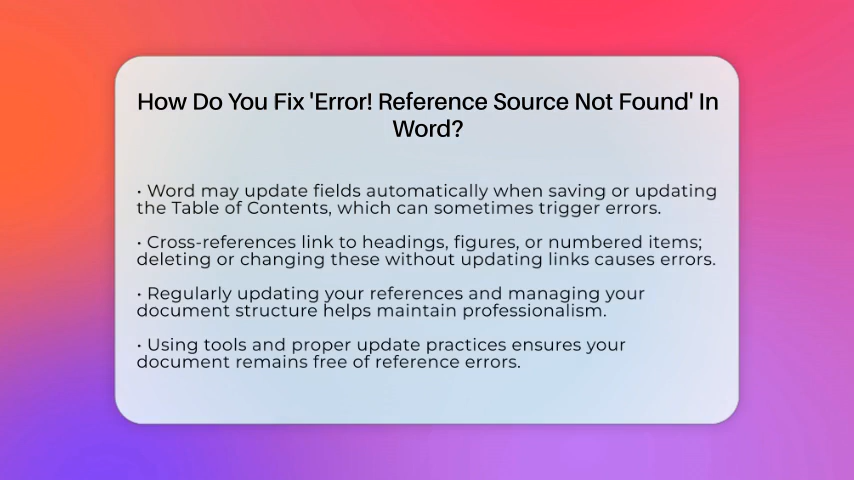 How Do You Fix 'Error! Reference Source Not Found' In
Word?
• Word may update fields automatically when saving or updating
the Table of Contents, which can sometimes trigger errors.
• Cross-references link to headings, figures, or numbered items;
deleting or changing these without updating links causes errors.
• Regularly updating your references and managing your
document structure helps maintain professionalism.
• Using tools and proper update practices ensures your
document remains free of reference errors.